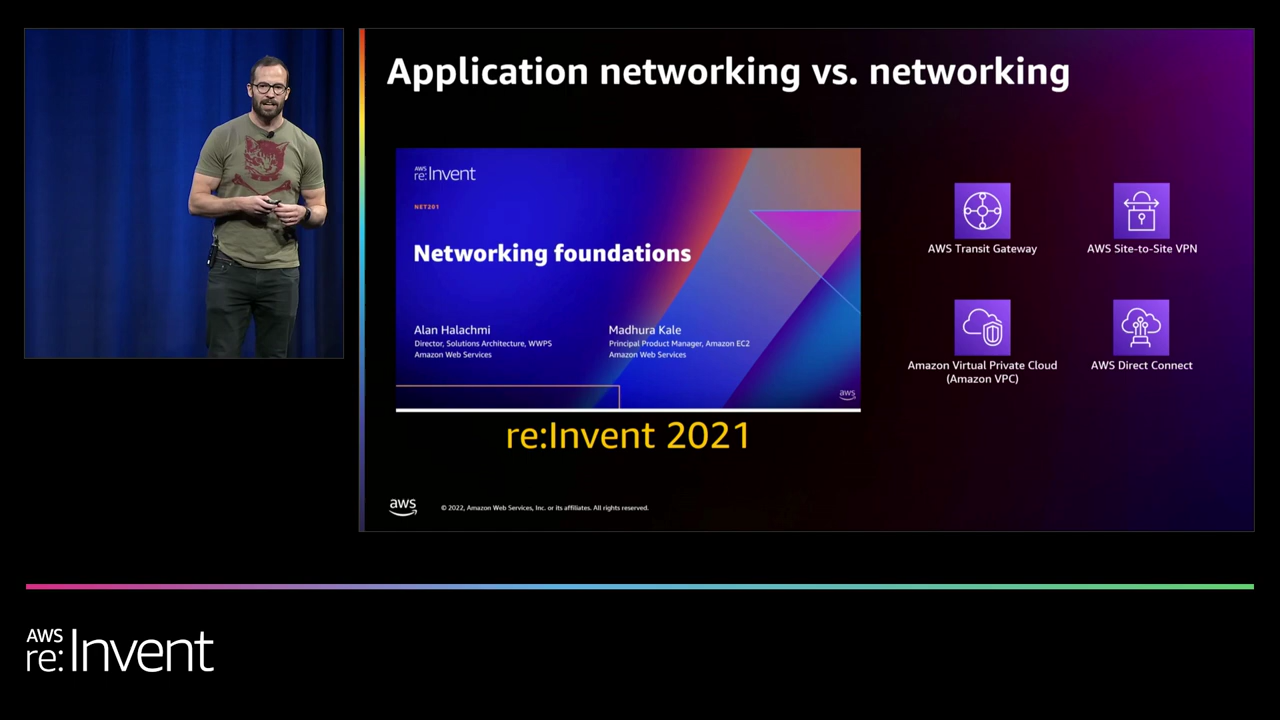 Application networking vs. networking
AWS
re:Invent
NET201
Networking foundations
Alan Halachmi
Director, Solutions Architecture, WWPS
Amazon Web Services
Madhura Kale
Principal Product Manager, Amazon EC2
Amazon Web Services
aws
re:Invent 2021
AWS Transit Gateway
AWS Site-to-Site VPN
Amazon Virtual Private Cloud
(Amazon VPC)
AWS Direct Connect
aws
© 2022, Amazon Web Services, Inc. or its affiliates. All rights reserved.
AWS
re:Invent